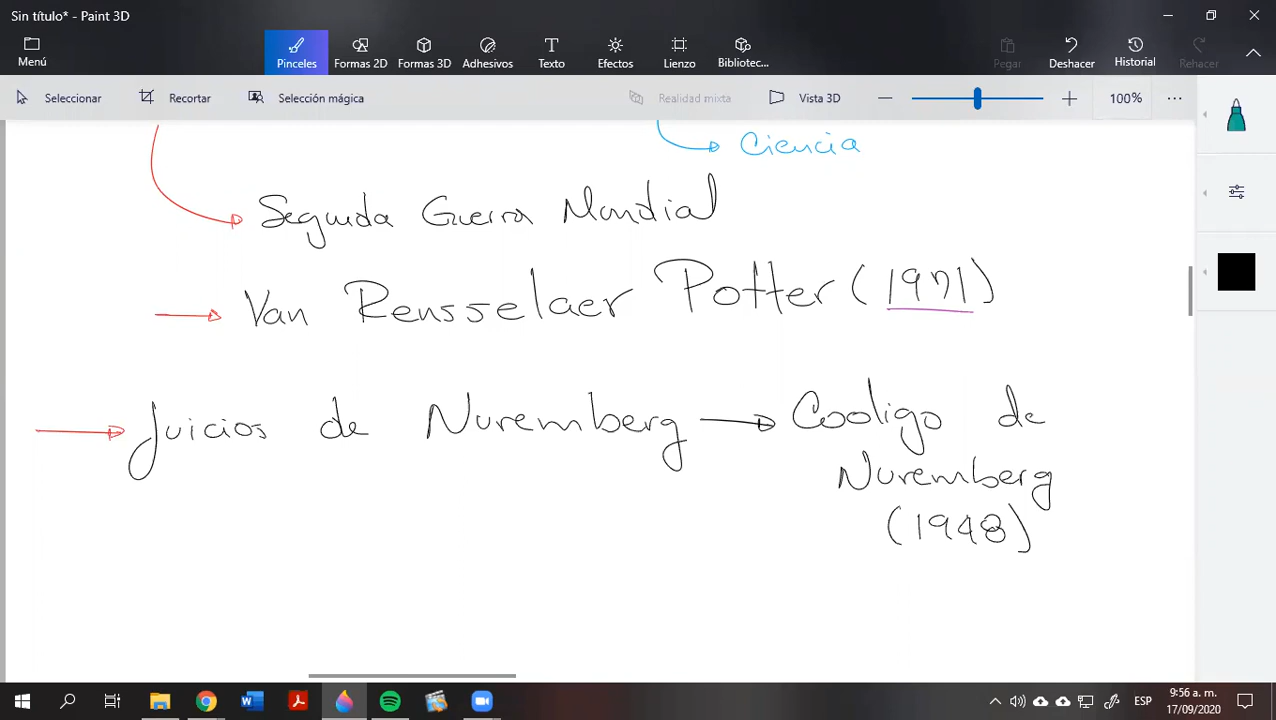 Sin título* - Paint 3D
Menú
Pinceles
Formas 2D
Formas 3D
Adhesivos
Texto
Efectos
Lienzo
Bibliotec...
Pegar
Deshacer
Historial
Rehacer
Seleccionar
Recortar
Selección mágica
Realidad mixta
Vista 3D
100%
Ciencia
Segunda Guerra Mundial
Van Rensselaer Potter (1971)
Juicios de Nuremberg → Codigo de
Nuremberg
(1948)
ESP
9:56 a. m.
17/09/2020